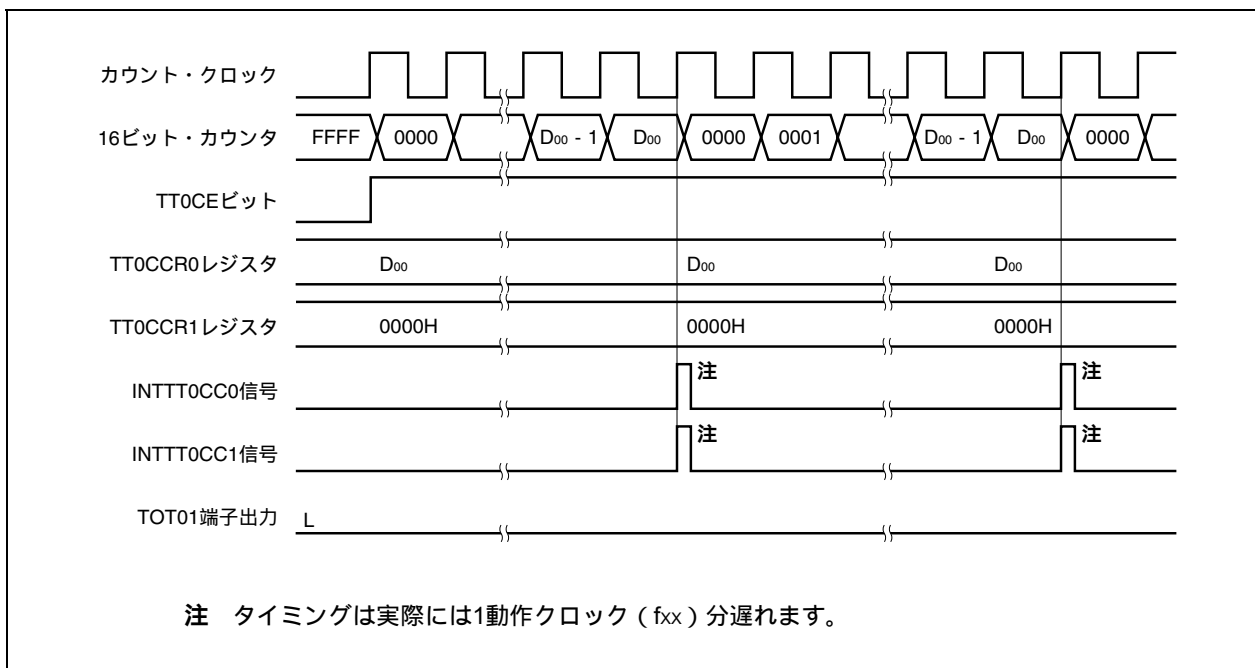 カウント・クロック
16ビット・カウンタ FFFF 0000 D00 - 1 D00 0000 0001 D00 - 1 D00 0000
TT0CEビット
TT0CCR0レジスタ D00 D00 D00
TT0CCR1レジスタ 0000H 0000H 0000H
INTTT0CC0信号 注 注
INTTT0CC1信号 注 注
TOT01端子出力 L
注 タイミングは実際には1動作クロック（fxx）分遅れます。